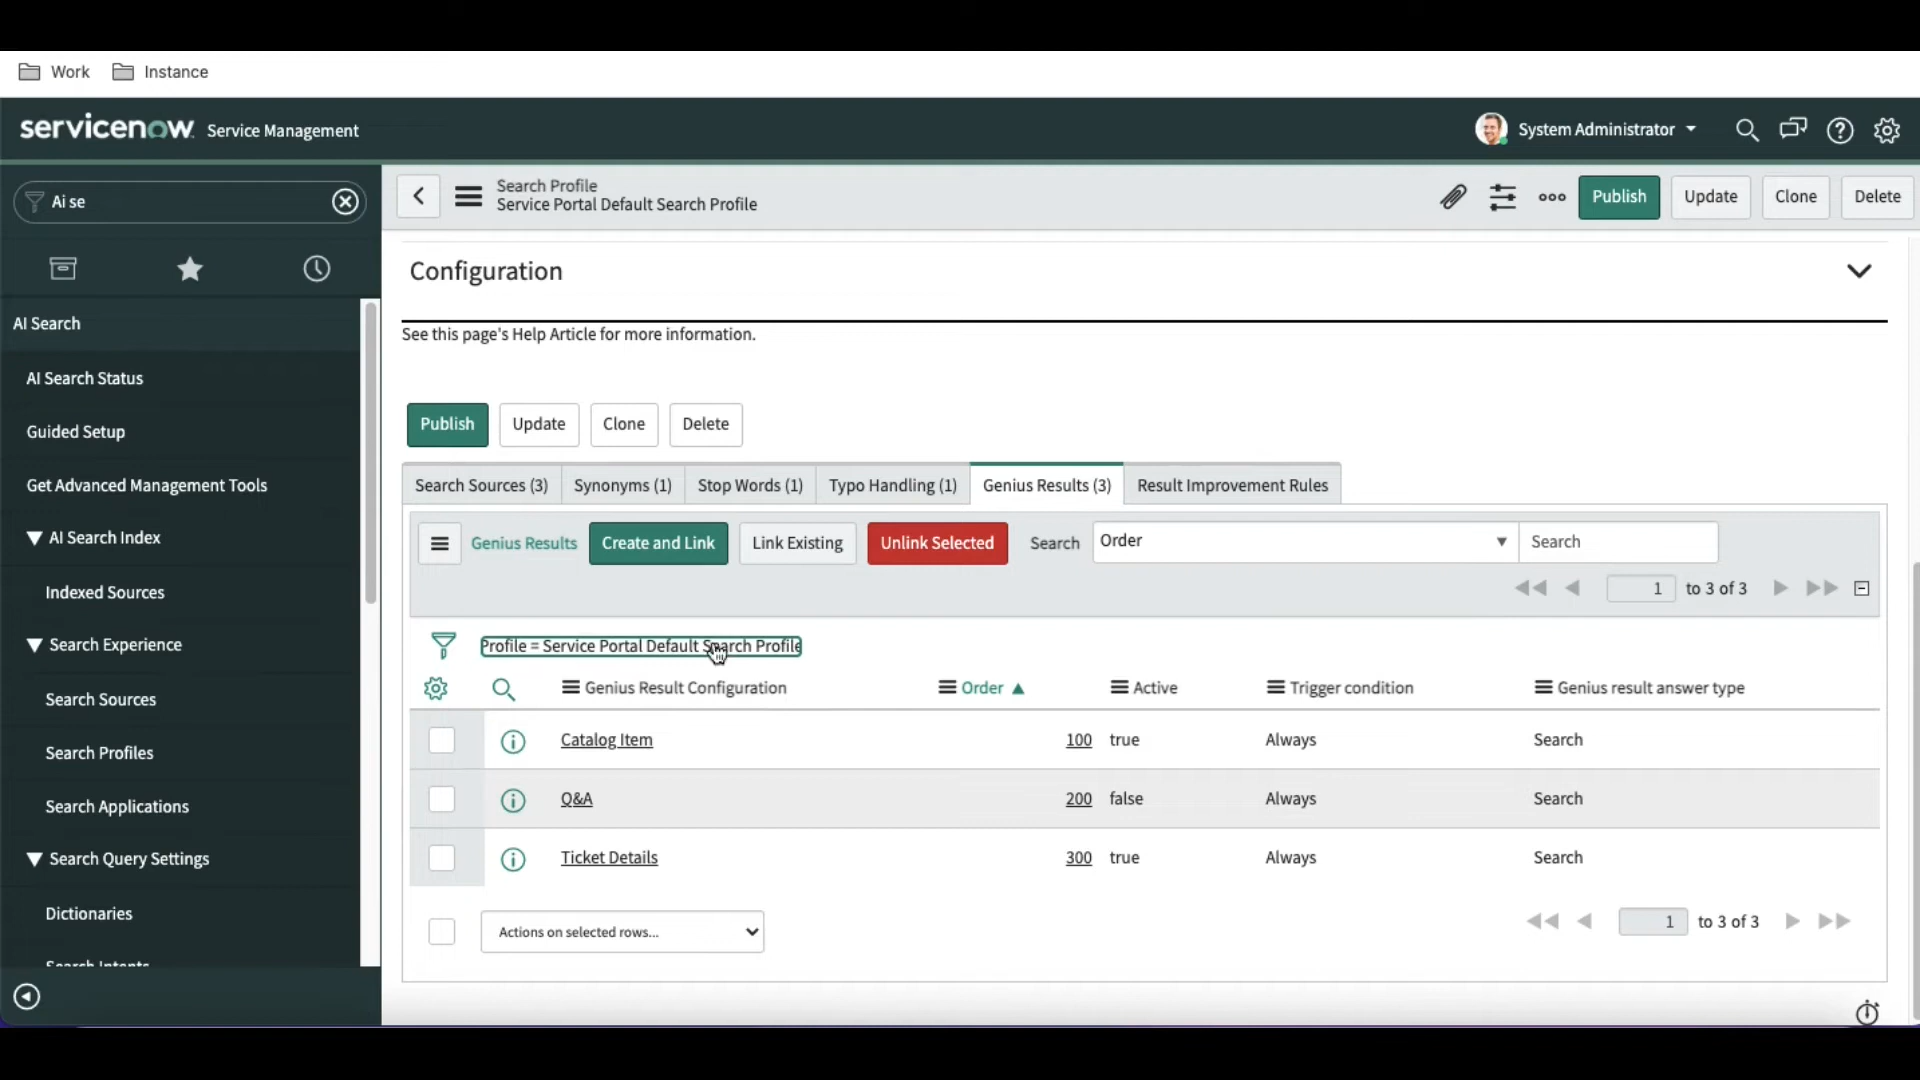 Work Instance
servicenow Service Management System Administrator
Ai se
AI Search
AI Search Status
Guided Setup
Get Advanced Management Tools
AI Search Index
Indexed Sources
Search Experience
Search Sources
Search Profiles
Search Applications
Search Query Settings
Dictionaries
Search Intents
Search Profile
Service Portal Default Search Profile
Publish Update Clone Delete
Configuration
See this page's Help Article for more information.
Publish Update Clone Delete
Search Sources (3) Synonyms (1) Stop Words (1) Typo Handling (1) Genius Results (3) Result Improvement Rules
Genius Results Create and Link Link Existing Unlink Selected Search Order Search
1 to 3 of 3
Profile = Service Portal Default Search Profile
Genius Result Configuration Order Active Trigger condition Genius result answer type
Catalog Item 100 true Always Search
Q&A 200 false Always Search
Ticket Details 300 true Always Search
Actions on selected rows... 1 to 3 of 3